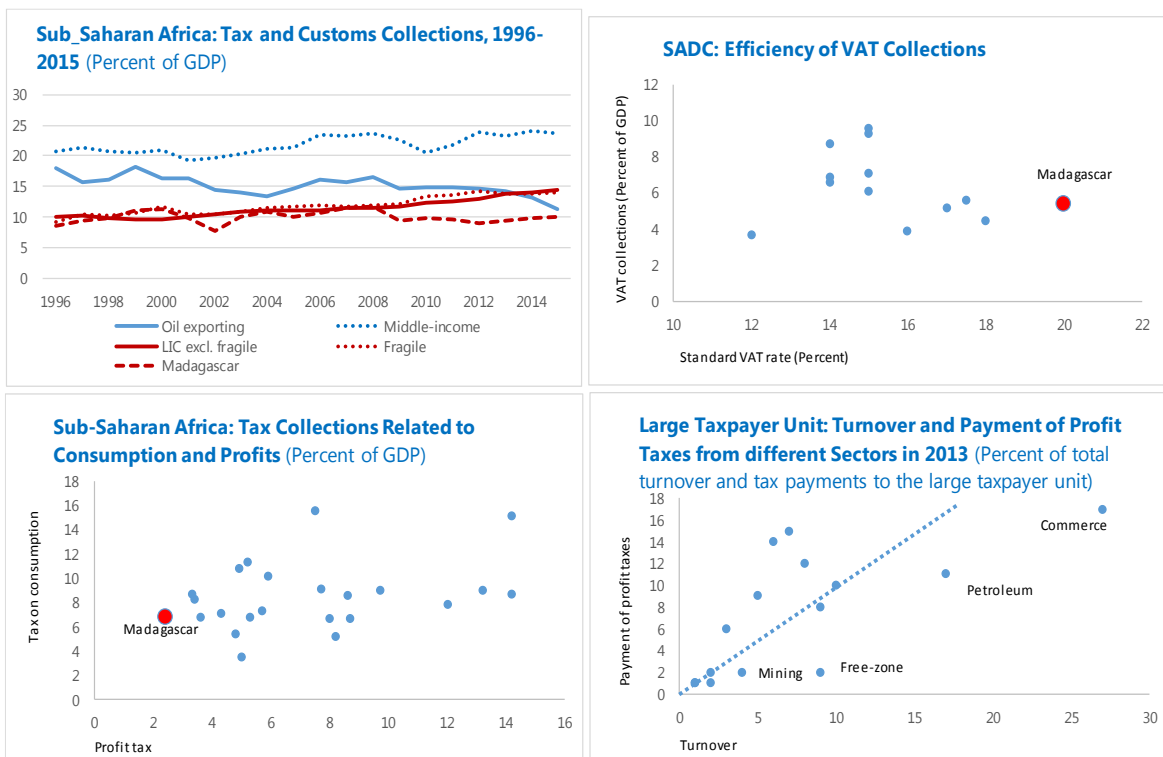 Sub_Saharan Africa: Tax and Customs Collections, 1996-
2015 (Percent of GDP)
30
25
20
15
10
5
0
1996 1998 2000 2002 2004 2006 2008 2010 2012 2014
Oil exporting Middle-income
LIC excl. fragile Fragile
Madagascar
SADC: Efficiency of VAT Collections
VAT collections (Percent of GDP)
12
10
8
6
4
2
0
Madagascar
10 12 14 16 18 20 22
Standard VAT rate (Percent)
Sub-Saharan Africa: Tax Collections Related to
Consumption and Profits (Percent of GDP)
Tax on consumption
18
16
14
12
10
8
6
4
2
0
Madagascar
0 2 4 6 8 10 12 14 16
Profit tax
Large Taxpayer Unit: Turnover and Payment of Profit
Taxes from different Sectors in 2013 (Percent of total
turnover and tax payments to the large taxpayer unit)
Payment of profit taxes
18
16
14
12
10
8
6
4
2
0
Commerce
Petroleum
Mining
Free-zone
0 5 10 15 20 25 30
Turnover